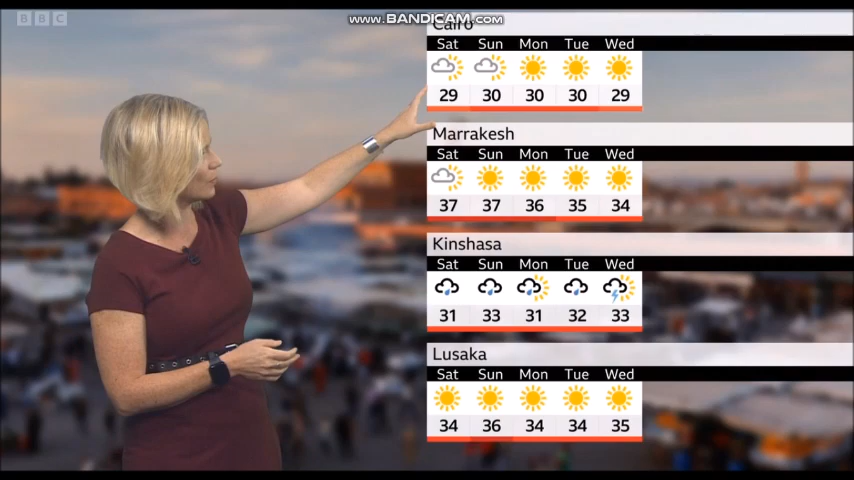 BBC
www.BANDICAM.com
Cairo
Sat Sun Mon Tue Wed
29 30 30 30 29
Marrakesh
Sat Sun Mon Tue Wed
37 37 36 35 34
Kinshasa
Sat Sun Mon Tue Wed
31 33 31 32 33
Lusaka
Sat Sun Mon Tue Wed
34 36 34 34 35